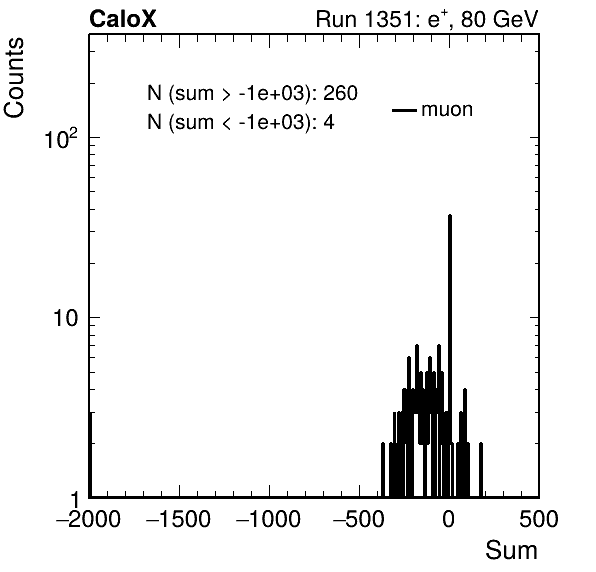 CaloX Run 1351: e+, 80 GeV
Counts
N (sum > -1e+03): 260
N (sum < -1e+03): 4
muon
10²
10
1
−2000 −1500 −1000 −500 0 500
Sum